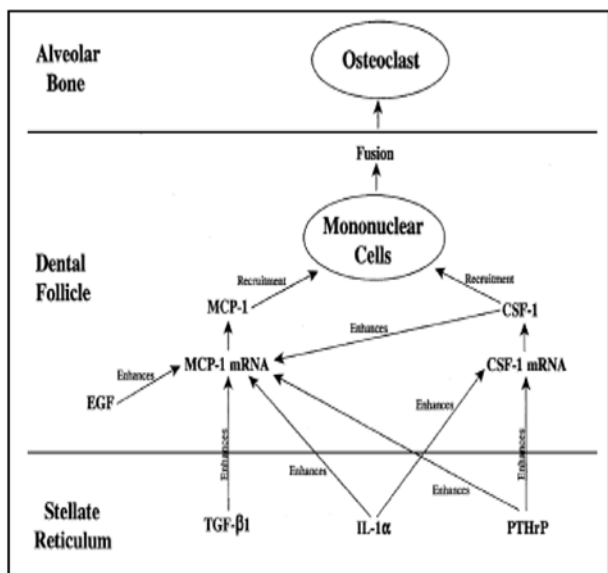 Alveolar
Bone
Osteoclast
Fusion
Mononuclear
Cells
Dental
Follicle
Recruitment
Recruitment
MCP-1
CSF-1
Enhances
Enhances
MCP-1 mRNA
CSF-1 mRNA
EGF
Enhances
Enhances
Enhances
Enhances
Enhances
Stellate
Reticulum
TGF-β1
IL-1α
PTHrP